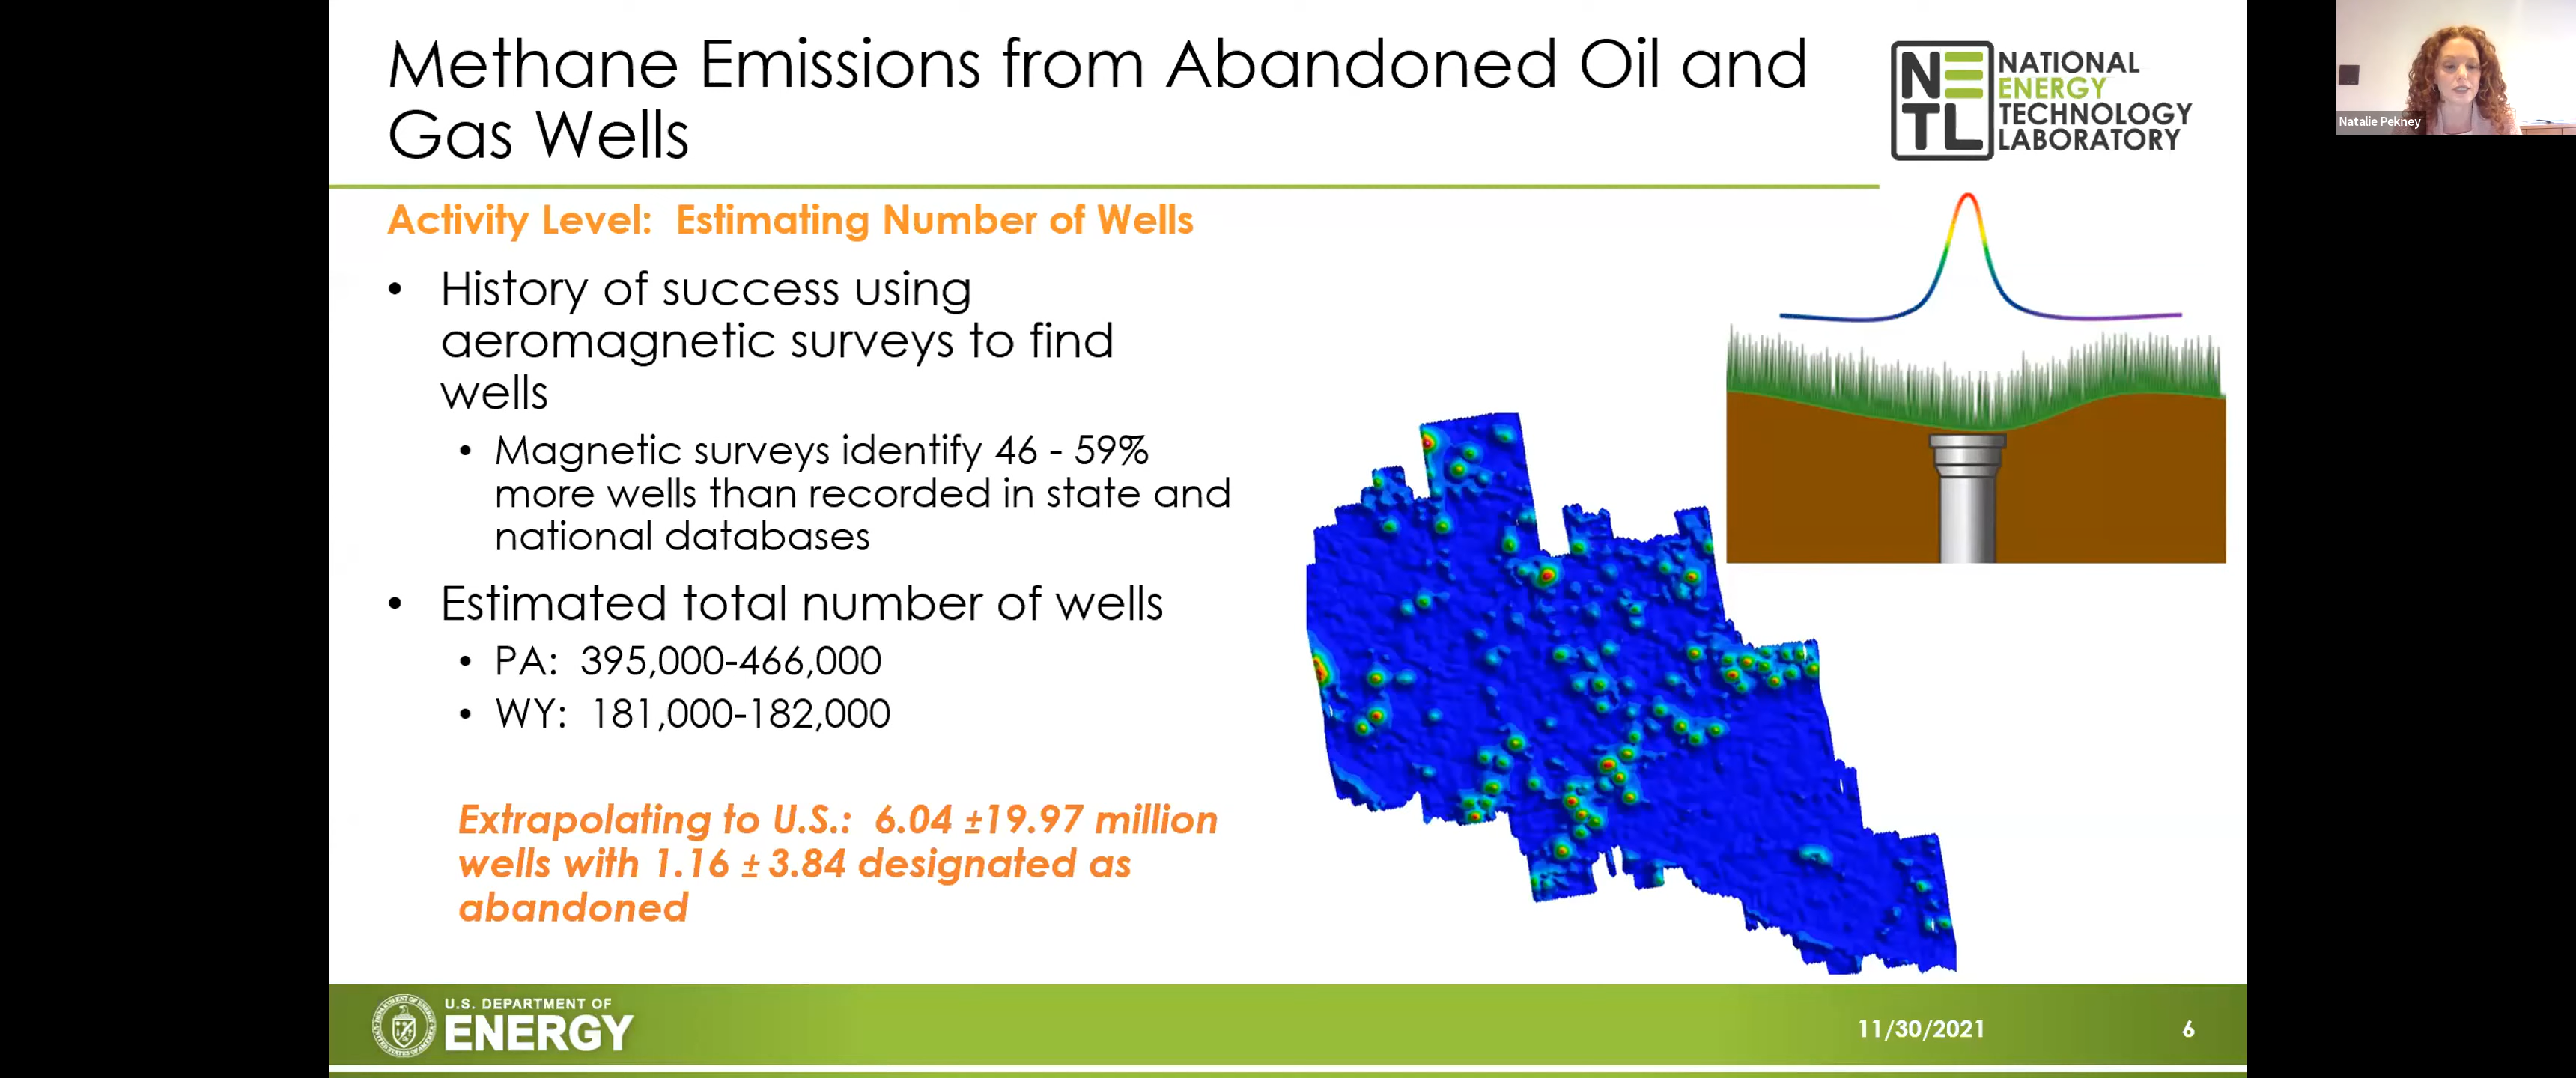 Methane Emissions from Abandoned Oil and
Gas Wells
NETL
NATIONAL
ENERGY
TECHNOLOGY
LABORATORY
Natalie Pekney
Activity Level: Estimating Number of Wells
• History of success using
aeromagnetic surveys to find
wells
• Magnetic surveys identify 46 - 59%
more wells than recorded in state and
national databases
• Estimated total number of wells
• PA: 395,000-466,000
• WY: 181,000-182,000
Extrapolating to U.S.: 6.04 ±19.97 million
wells with 1.16 ± 3.84 designated as
abandoned
U.S. DEPARTMENT OF
ENERGY
11/30/2021
6